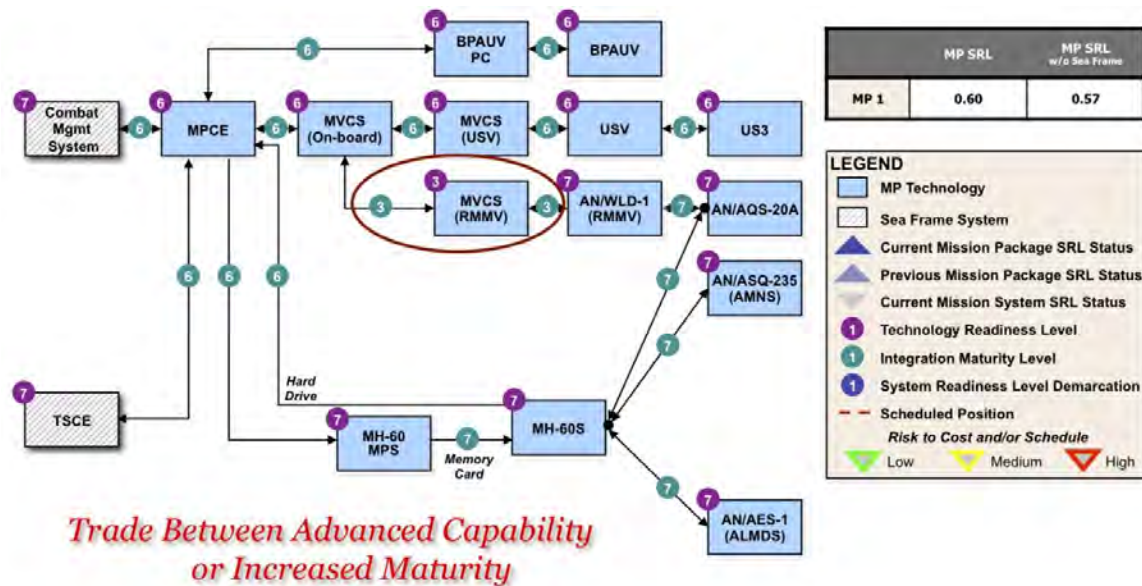 6
6
BPAUV
PC
6
6
BPAUV
MP SRL
MP SRL
w/o Sea Frame
MP 1
0.60
0.57
7
Combat
Mgmt
System
6
6
MPCE
6
6
MVCS
(On-board)
6
6
MVCS
(USV)
6
6
USV
6
6
US3
3
3
MVCS
(RMMV)
3
7
AN/WLD-1
(RMMV)
7
7
AN/AQS-20A
6
6
6
7
7
AN/ASQ-235
(AMNS)
7
7
TSCE
Hard
Drive
7
MH-60
MPS
7
Memory
Card
7
MH-60S
7
7
AN/AES-1
(ALMDS)
LEGEND
MP Technology
Sea Frame System
Current Mission Package SRL Status
Previous Mission Package SRL Status
Current Mission System SRL Status
1 Technology Readiness Level
1 Integration Maturity Level
1 System Readiness Level Demarcation
Scheduled Position
Risk to Cost and/or Schedule
Low Medium High
Trade Between Advanced Capability
or Increased Maturity